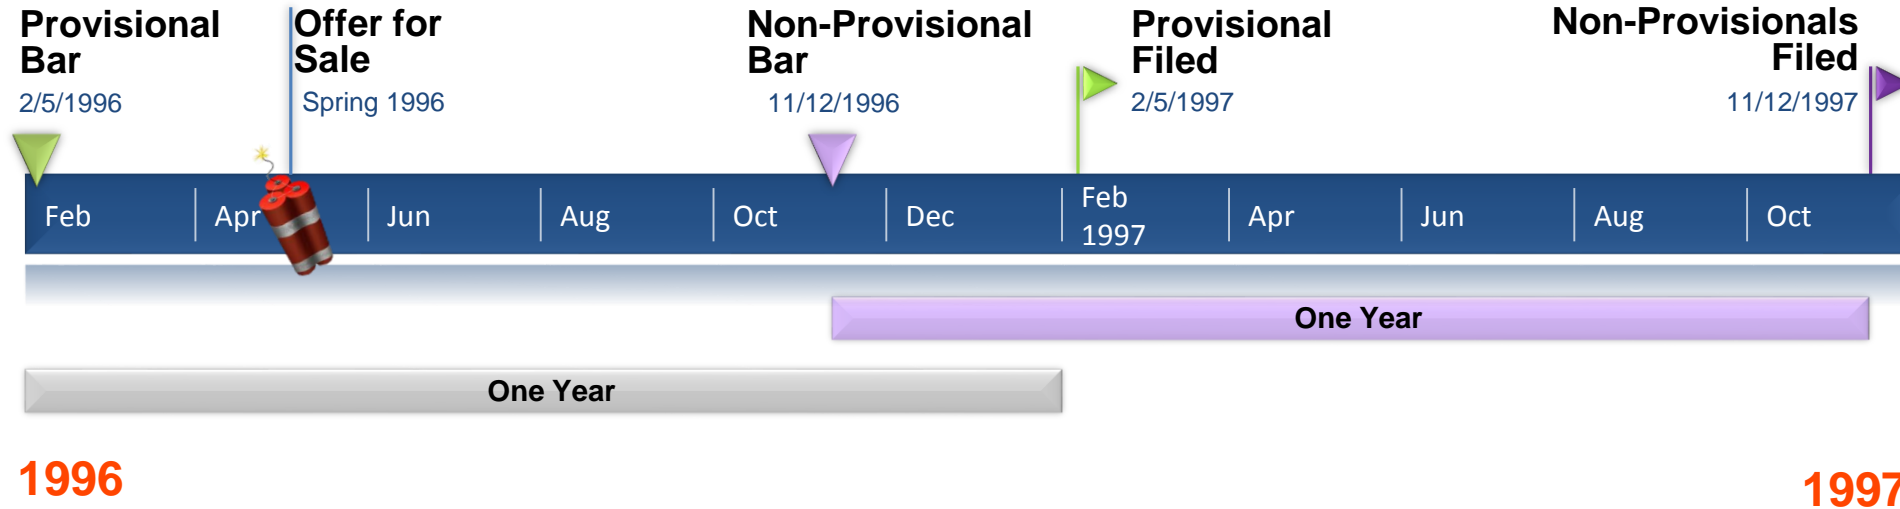 Provisional
Bar
2/5/1996
Offer for
Sale
Spring 1996
Non-Provisional
Bar
11/12/1996
Provisional
Filed
2/5/1997
Non-Provisionals
Filed
11/12/1997
Feb
Apr
Jun
Aug
Oct
Dec
Feb
1997
Apr
Jun
Aug
Oct
One Year
One Year
1996
1997